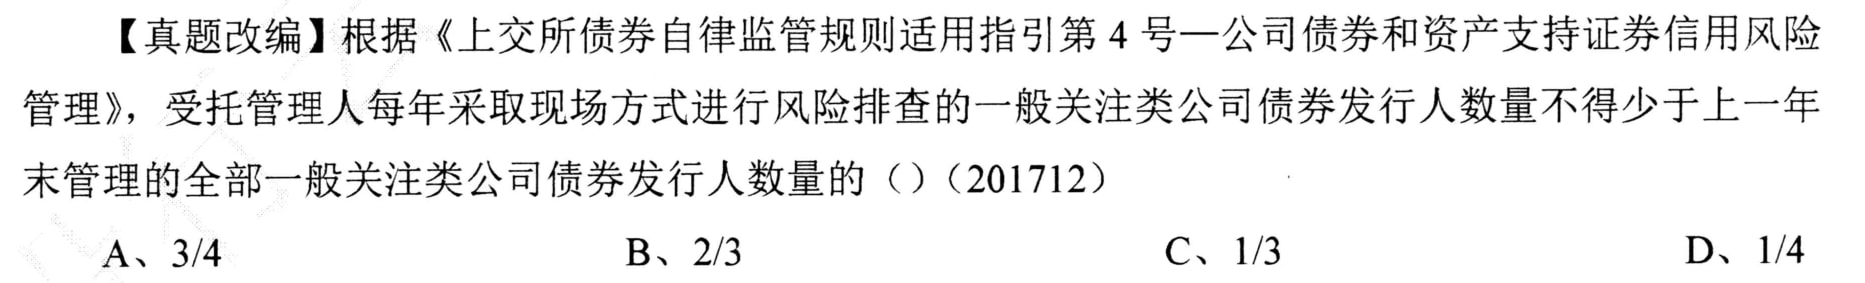 【真题改编】根据《上交所债券自律监管规则适用指引第 4 号—公司债券和资产支持证券信用风险
管理》，受托管理人每年采取现场方式进行风险排查的一般关注类公司债券发行人数量不得少于上一年
末管理的全部一般关注类公司债券发行人数量的（）（201712）
A、3/4 B、2/3 C、1/3 D、1/4